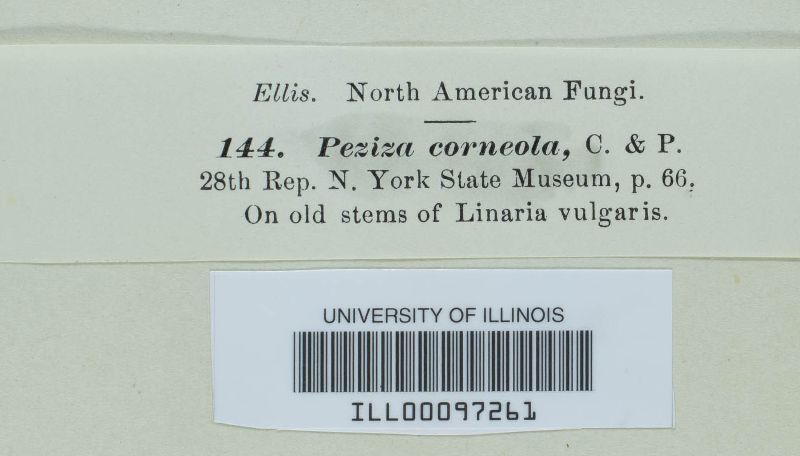 Ellis. North American Fungi.
144. Peziza corneola, C. & P.
28th Rep. N. York State Museum, p. 66.
On old stems of Linaria vulgaris.
UNIVERSITY OF ILLINOIS
ILL00097261